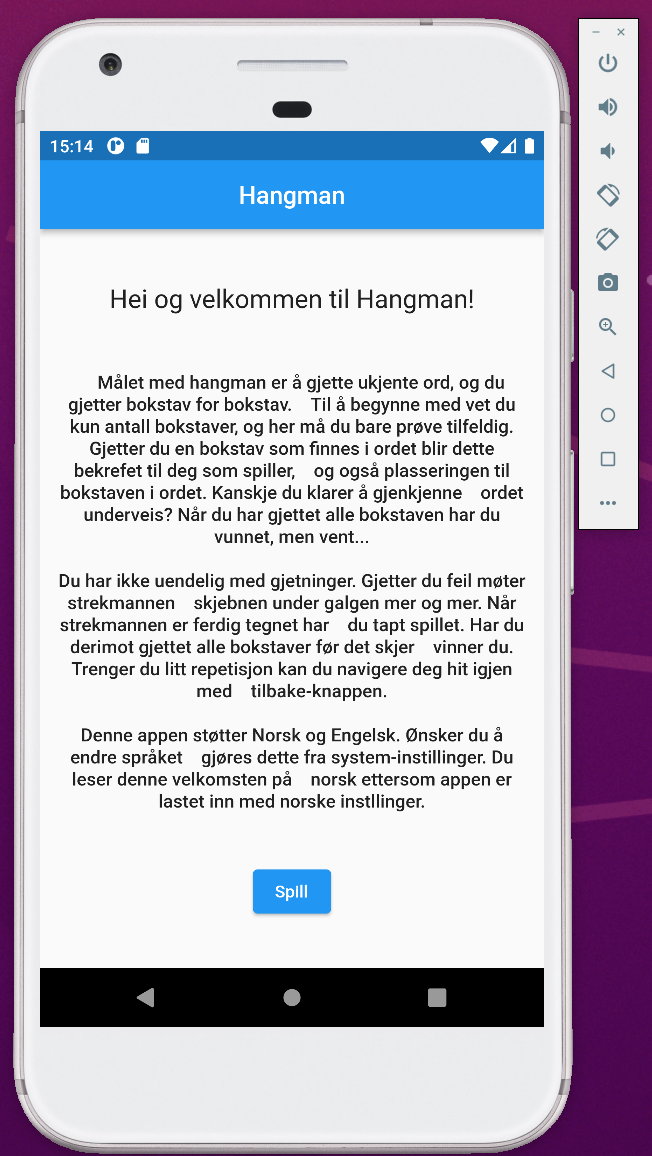 15:14
Hangman
Hei og velkommen til Hangman!
Målet med hangman er å gjette ukjente ord, og du
gjetter bokstav for bokstav. Til å begynne med vet du
kun antall bokstaver, og her må du bare prøve tilfeldig.
Gjetter du en bokstav som finnes i ordet blir dette
bekrefet til deg som spiller, og også plasseringen til
bokstaven i ordet. Kanskje du klarer å gjenkjenne ordet
underveis? Når du har gjettet alle bokstaven har du
vunnet, men vent...
Du har ikke uendelig med gjetninger. Gjetter du feil møter
strekmannen skjebnen under galgen mer og mer. Når
strekmannen er ferdig tegnet har du tapt spillet. Har du
derimot gjettet alle bokstaver før det skjer vinner du.
Trenger du litt repetisjon kan du navigere deg hit igjen
med tilbake-knappen.
Denne appen støtter Norsk og Engelsk. Ønsker du å
endre språket gjøres dette fra system-instillinger. Du
leser denne velkomsten på norsk ettersom appen er
lastet inn med norske instllinger.
Spill